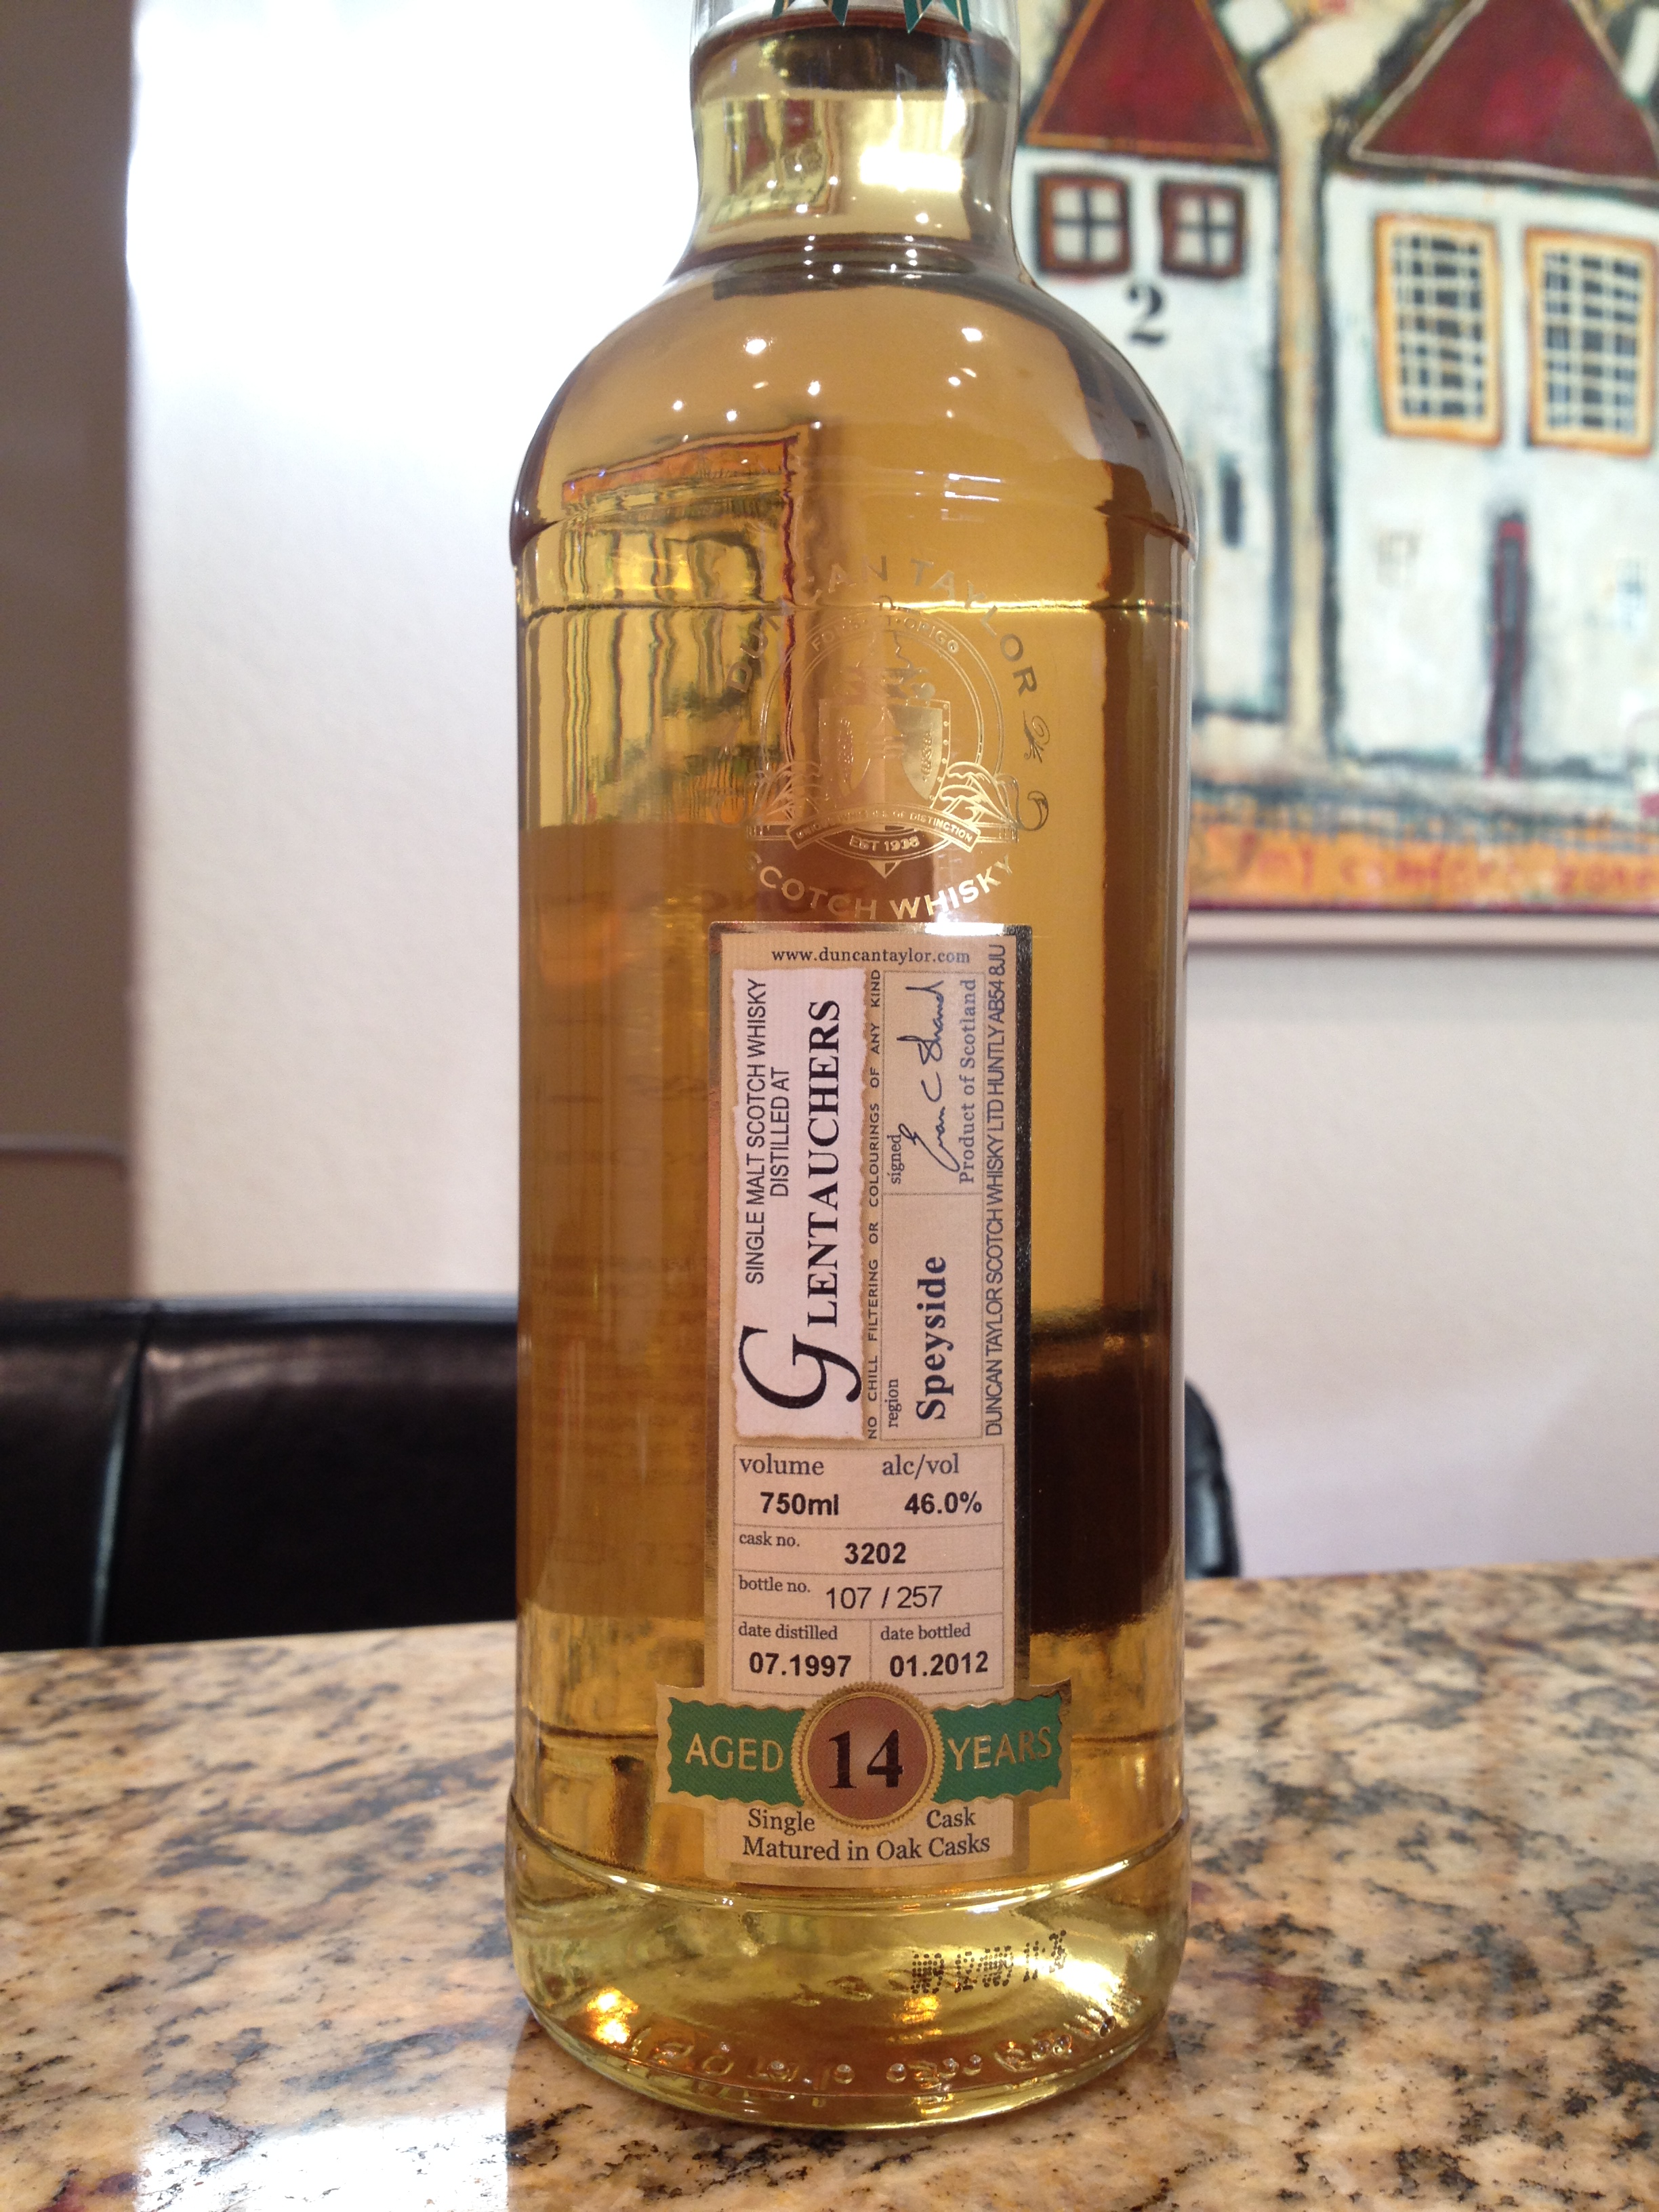 2
DUNCAN TAYLOR
EST 1938
SCOTCH WHISKY
www.duncantaylor.com
SINGLE MALT SCOTCH WHISKY
DISTILLED AT
GLENTAUCHERS
NO CHILL FILTERING OR COLOURINGS OF ANY KIND
region
Speyside
signed
Euan C Shand
Product of Scotland
DUNCAN TAYLOR SCOTCH WHISKY LTD HUNTLY AB54 8JU
volume alc/vol
750ml 46.0%
cask no. 3202
bottle no. 107 / 257
date distilled date bottled
07.1997 01.2012
AGED 14 YEARS
Single Cask
Matured in Oak Casks